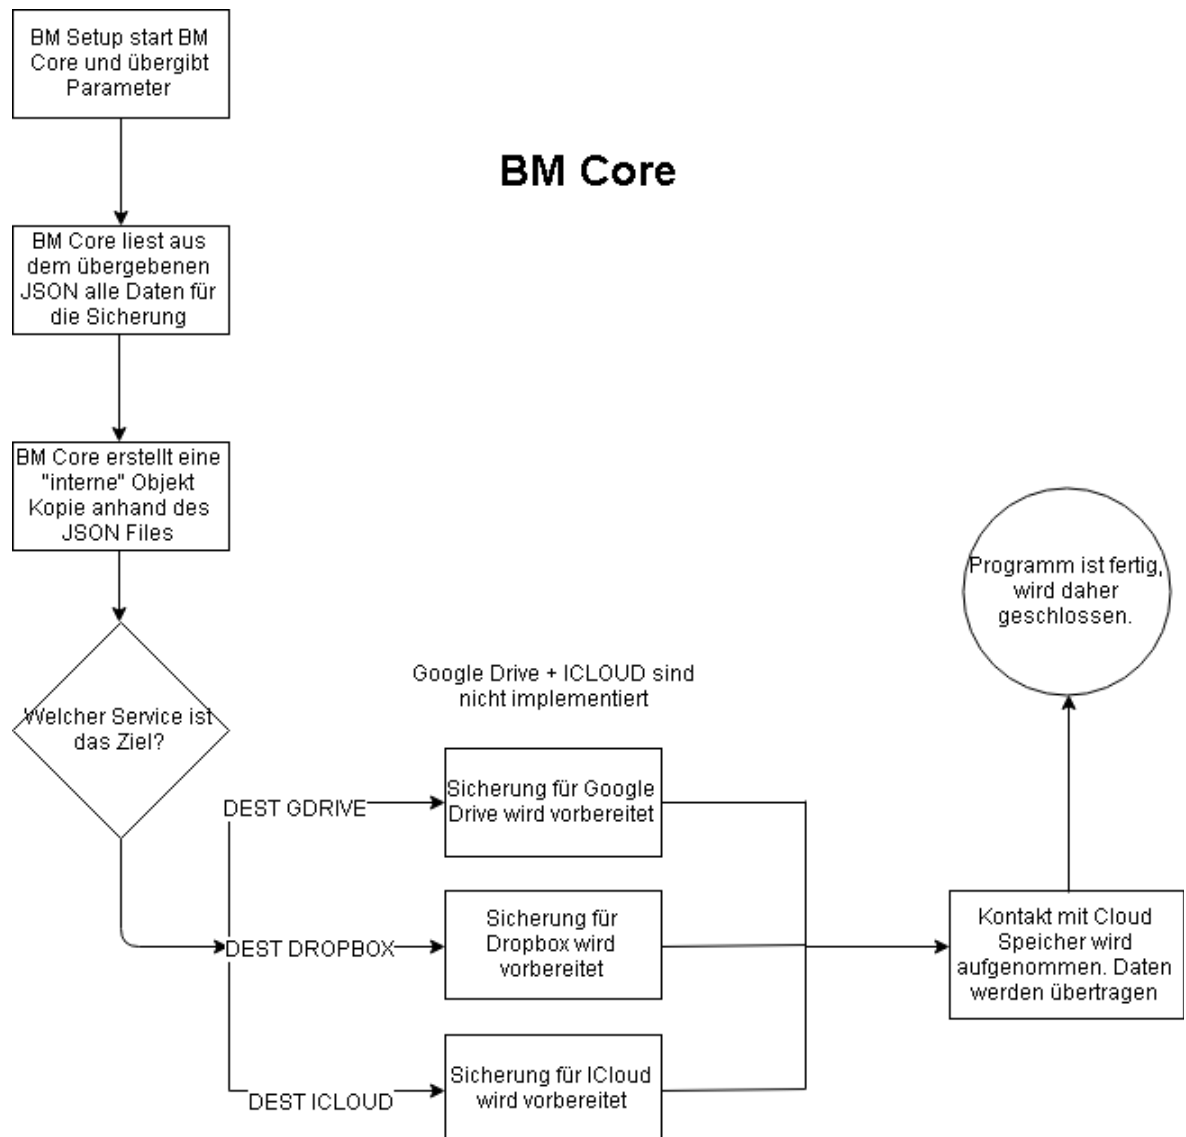 BM Setup start BM
Core und übergibt
Parameter
BM Core
BM Core liest aus
dem übergebenen
JSON alle Daten für
die Sicherung
BM Core erstellt eine
"interne" Objekt
Kopie anhand des
JSON Files
Programm ist fertig,
wird daher
geschlossen.
Welcher Service ist
das Ziel?
Google Drive + ICLOUD sind
nicht implementiert
DEST GDRIVE
Sicherung für Google
Drive wird vorbereitet
DEST DROPBOX
Sicherung für
Dropbox wird
vorbereitet
Kontakt mit Cloud
Speicher wird
aufgenommen. Daten
werden übertragen
DEST ICLOUD
Sicherung für ICloud
wird vorbereitet